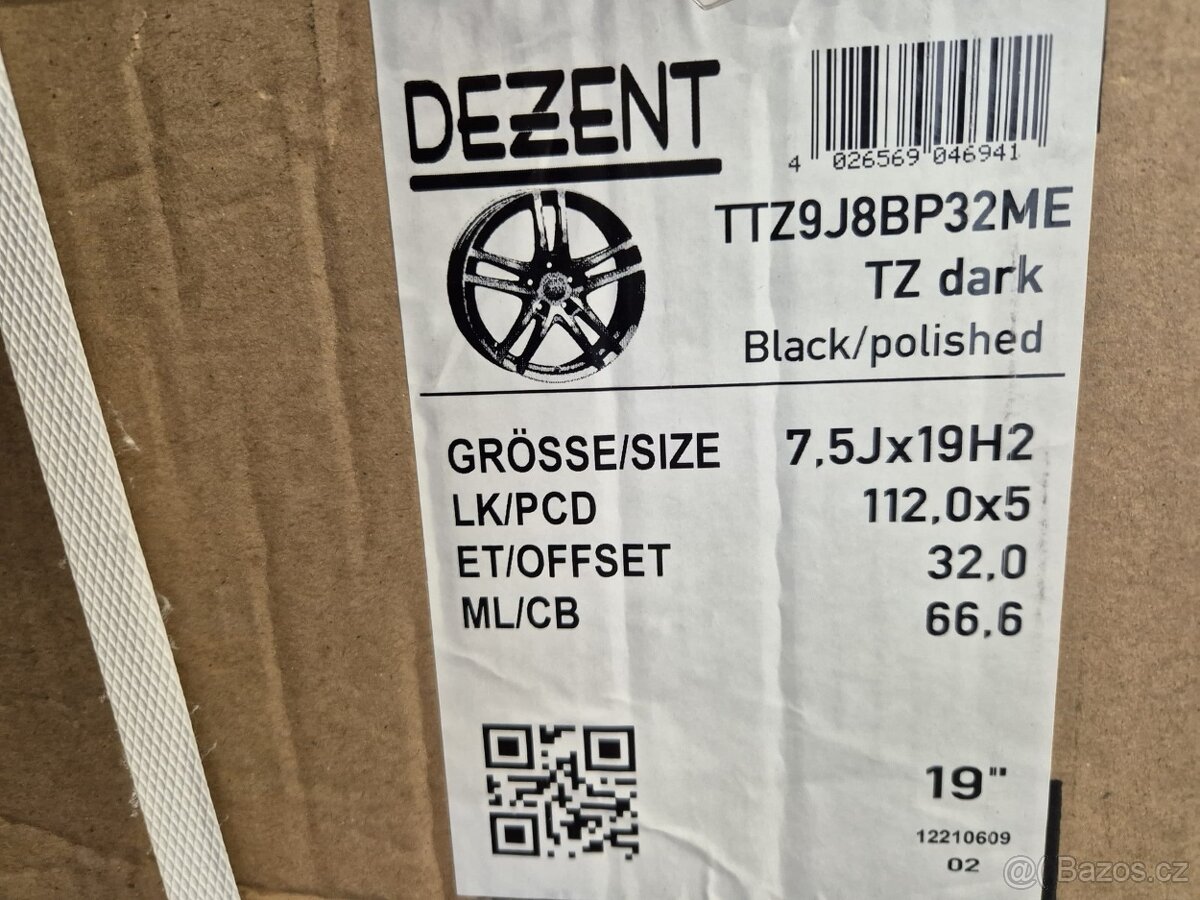 DEZENT
4 026569 046941
TTZ9J8BP32ME
TZ dark
Black/polished
GRÖSSE/SIZE 7,5Jx19H2
LK/PCD 112,0x5
ET/OFFSET 32,0
ML/CB 66,6
19"
12210609
02
@( Bazos.cz